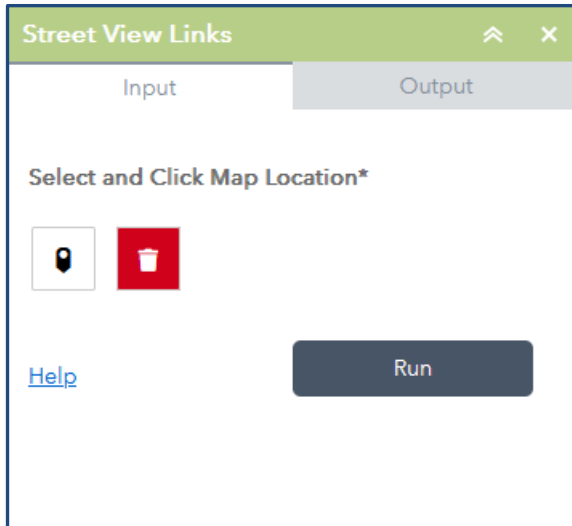 Street View Links
Input Output
Select and Click Map Location*
Help Run